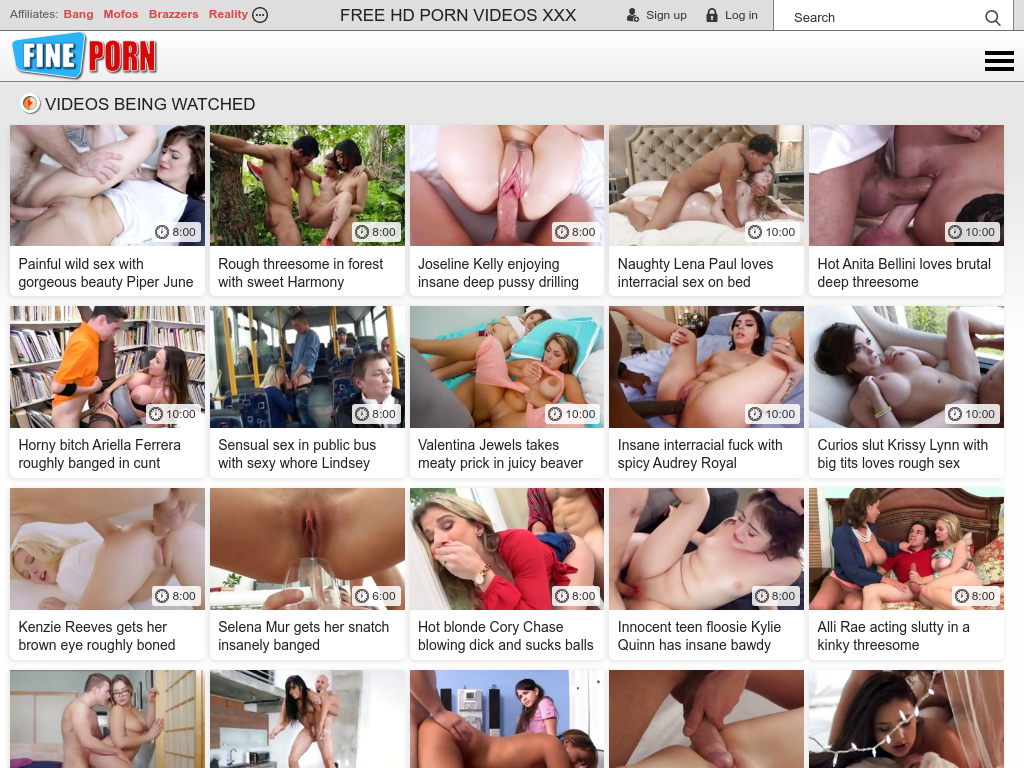 Affiliates: Bang Mofos Brazzers Reality
FREE HD PORN VIDEOS XXX
Sign up
Log in
Search
FINE PORN
VIDEOS BEING WATCHED
8:00
8:00
8:00
10:00
10:00
Painful wild sex with
gorgeous beauty Piper June
Rough threesome in forest
with sweet Harmony
Joseline Kelly enjoying
insane deep pussy drilling
Naughty Lena Paul loves
interracial sex on bed
Hot Anita Bellini loves brutal
deep threesome
10:00
8:00
10:00
10:00
10:00
Horny bitch Ariella Ferrera
roughly banged in cunt
Sensual sex in public bus
with sexy whore Lindsey
Valentina Jewels takes
meaty prick in juicy beaver
Insane interracial fuck with
spicy Audrey Royal
Curios slut Krissy Lynn with
big tits loves rough sex
8:00
6:00
8:00
8:00
8:00
Kenzie Reeves gets her
brown eye roughly boned
Selena Mur gets her snatch
insanely banged
Hot blonde Cory Chase
blowing dick and sucks balls
Innocent teen floosie Kylie
Quinn has insane bawdy
Alli Rae acting slutty in a
kinky threesome